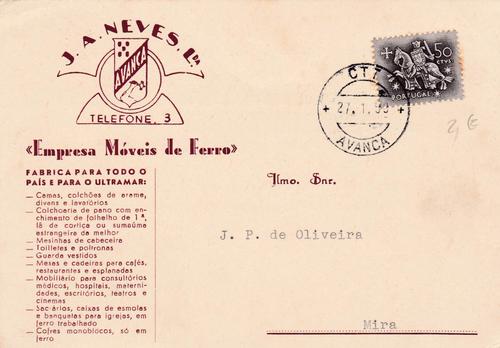 J. A. NEVES, L.DA
AVANCA
TELEFONE, 3
50
CTVS.
PORTUGAL
CTT
AVANCA
«Empresa Móveis de Ferro»
FABRICA PARA TODO O
PAÍS E PARA O ULTRAMAR:
— Camas, colchões de arame,
divans e lavatórios
— Colchoaria de pano com en-
chimento de folhelho de 1ª,
lã de cortiça ou sumaúma
estrangeira da melhor
— Mesinhas de cabeceira
— Toilletes e poltronas
— Guarda vestidos
— Mesas e cadeiras para cafés,
restaurantes e esplanadas
— Mobiliário para consultórios
médicos, hospitais, materni-
dades, escritórios, teatros e
cinemas
— Sacrários, caixas de esmolas
e banquetas para igrejas, em
ferro trabalhado
— Cofres monoblocos, só em
ferro
Ilmo. Snr.
J. P. de Oliveira
Mira